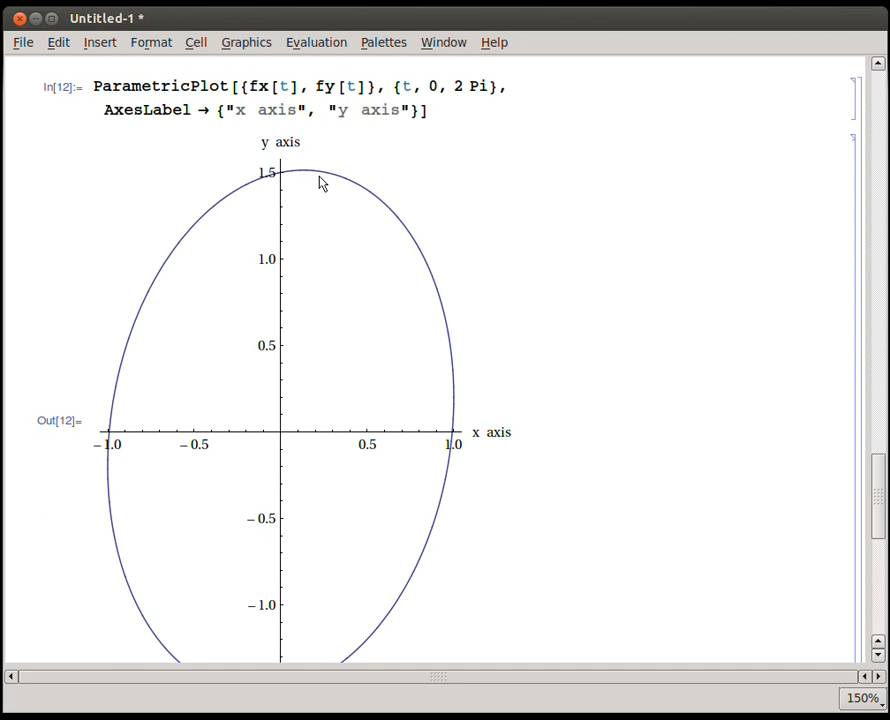 Untitled-1 *
File Edit Insert Format Cell Graphics Evaluation Palettes Window Help
In[12]:= ParametricPlot[{fx[t], fy[t]}, {t, 0, 2 Pi},
AxesLabel → {"x axis", "y axis"}]
y axis
1.5
1.0
0.5
Out[12]=
x axis
-1.0 -0.5 0.5 1.0
-0.5
-1.0
150%